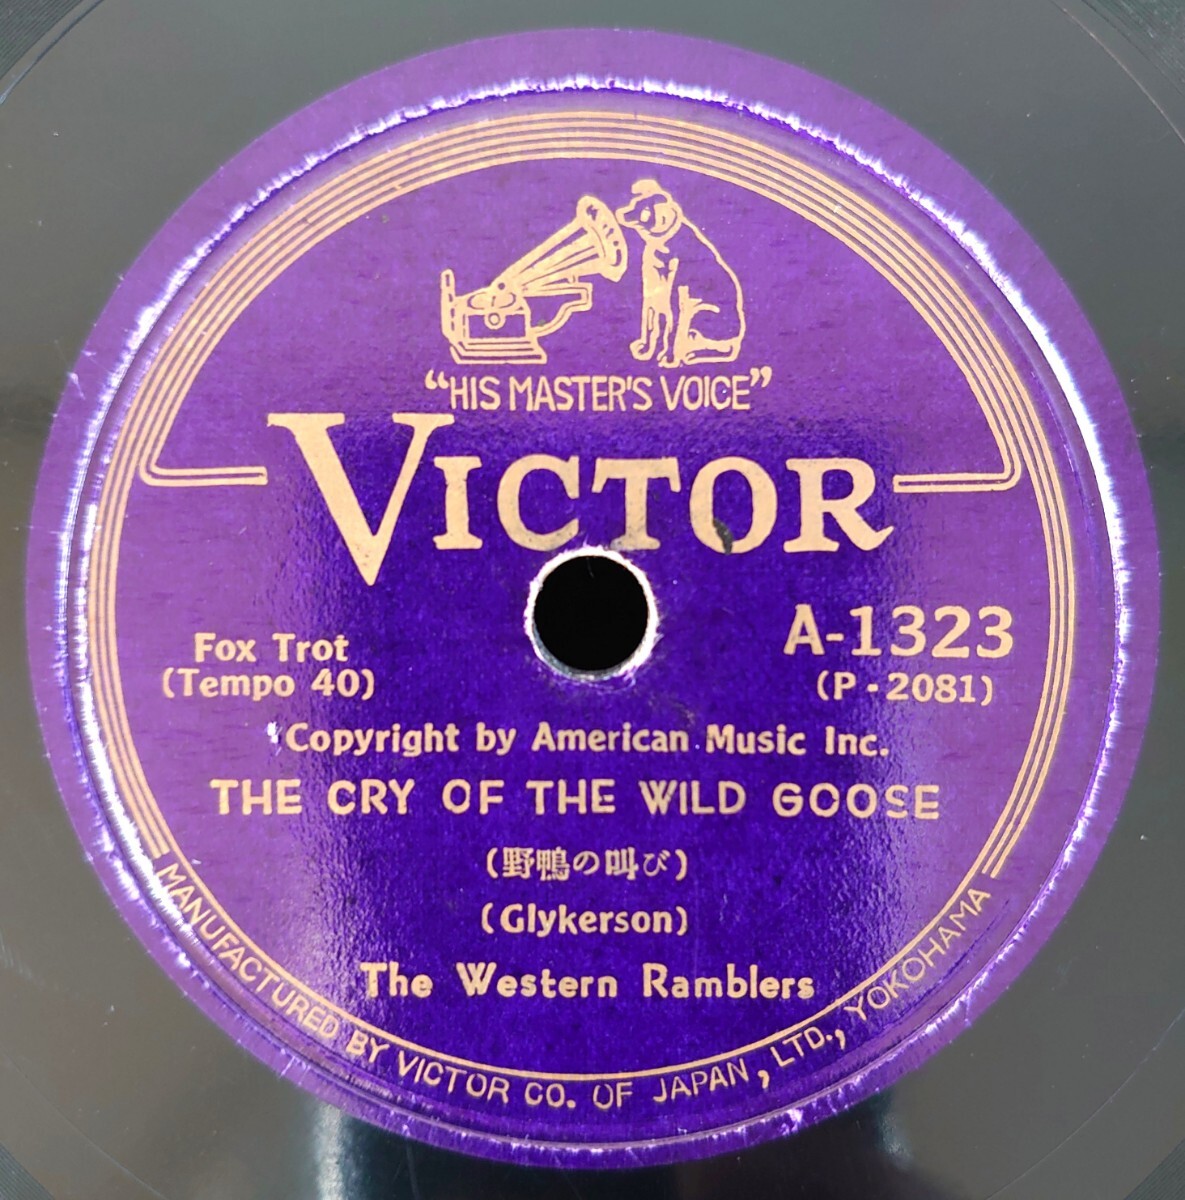 “HIS MASTER'S VOICE”
VICTOR
Fox Trot
(Tempo 40)
A-1323
(P-2081)
Copyright by American Music Inc.
THE CRY OF THE WILD GOOSE
(野鴨の叫び)
(Glykerson)
The Western Ramblers
MANUFACTURED BY VICTOR CO. OF JAPAN, LTD., YOKOHAMA